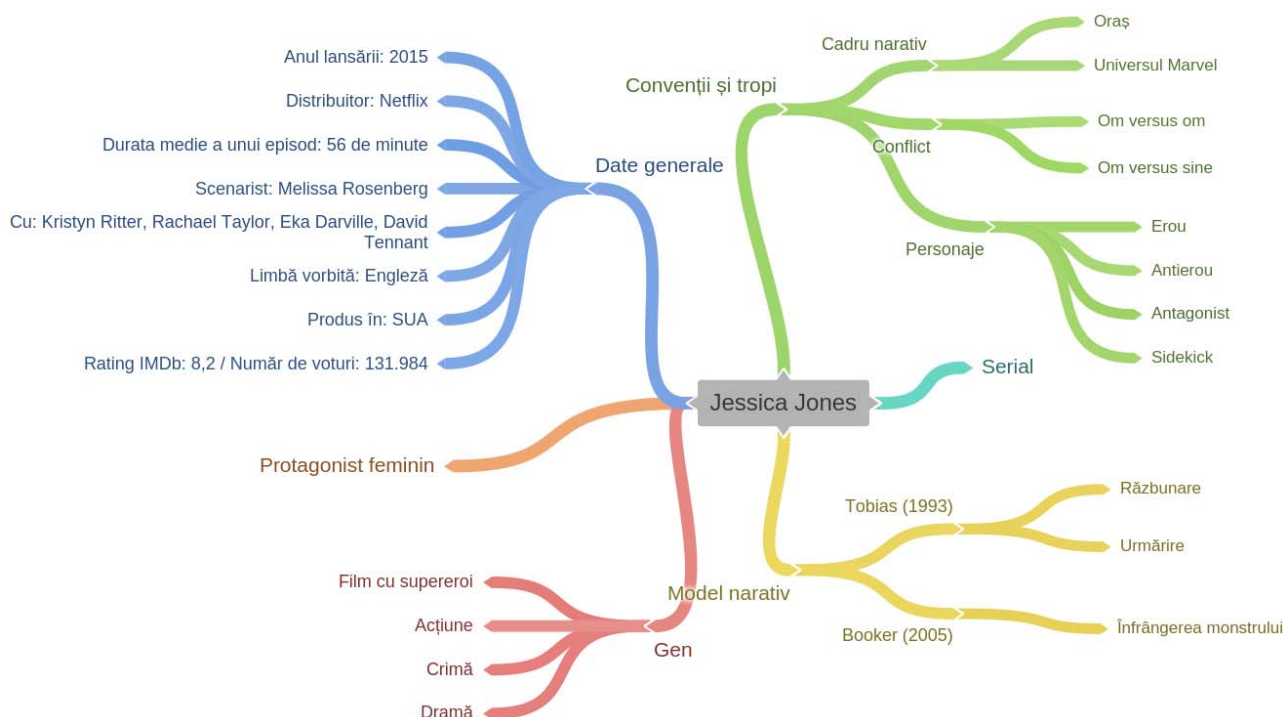 Jessica Jones
Date generale
Anul lansării: 2015
Distribuitor: Netflix
Durata medie a unui episod: 56 de minute
Scenarist: Melissa Rosenberg
Cu: Kristyn Ritter, Rachael Taylor, Eka Darville, David
Tennant
Limbă vorbită: Engleză
Produs în: SUA
Rating IMDb: 8,2 / Număr de voturi: 131.984
Protagonist feminin
Gen
Film cu supereroi
Acțiune
Crimă
Dramă
Convenții și tropi
Cadru narativ
Oraș
Universul Marvel
Conflict
Om versus om
Om versus sine
Personaje
Erou
Antierou
Antagonist
Sidekick
Serial
Model narativ
Tobias (1993)
Răzbunare
Urmărire
Booker (2005)
Înfrângerea monstrului